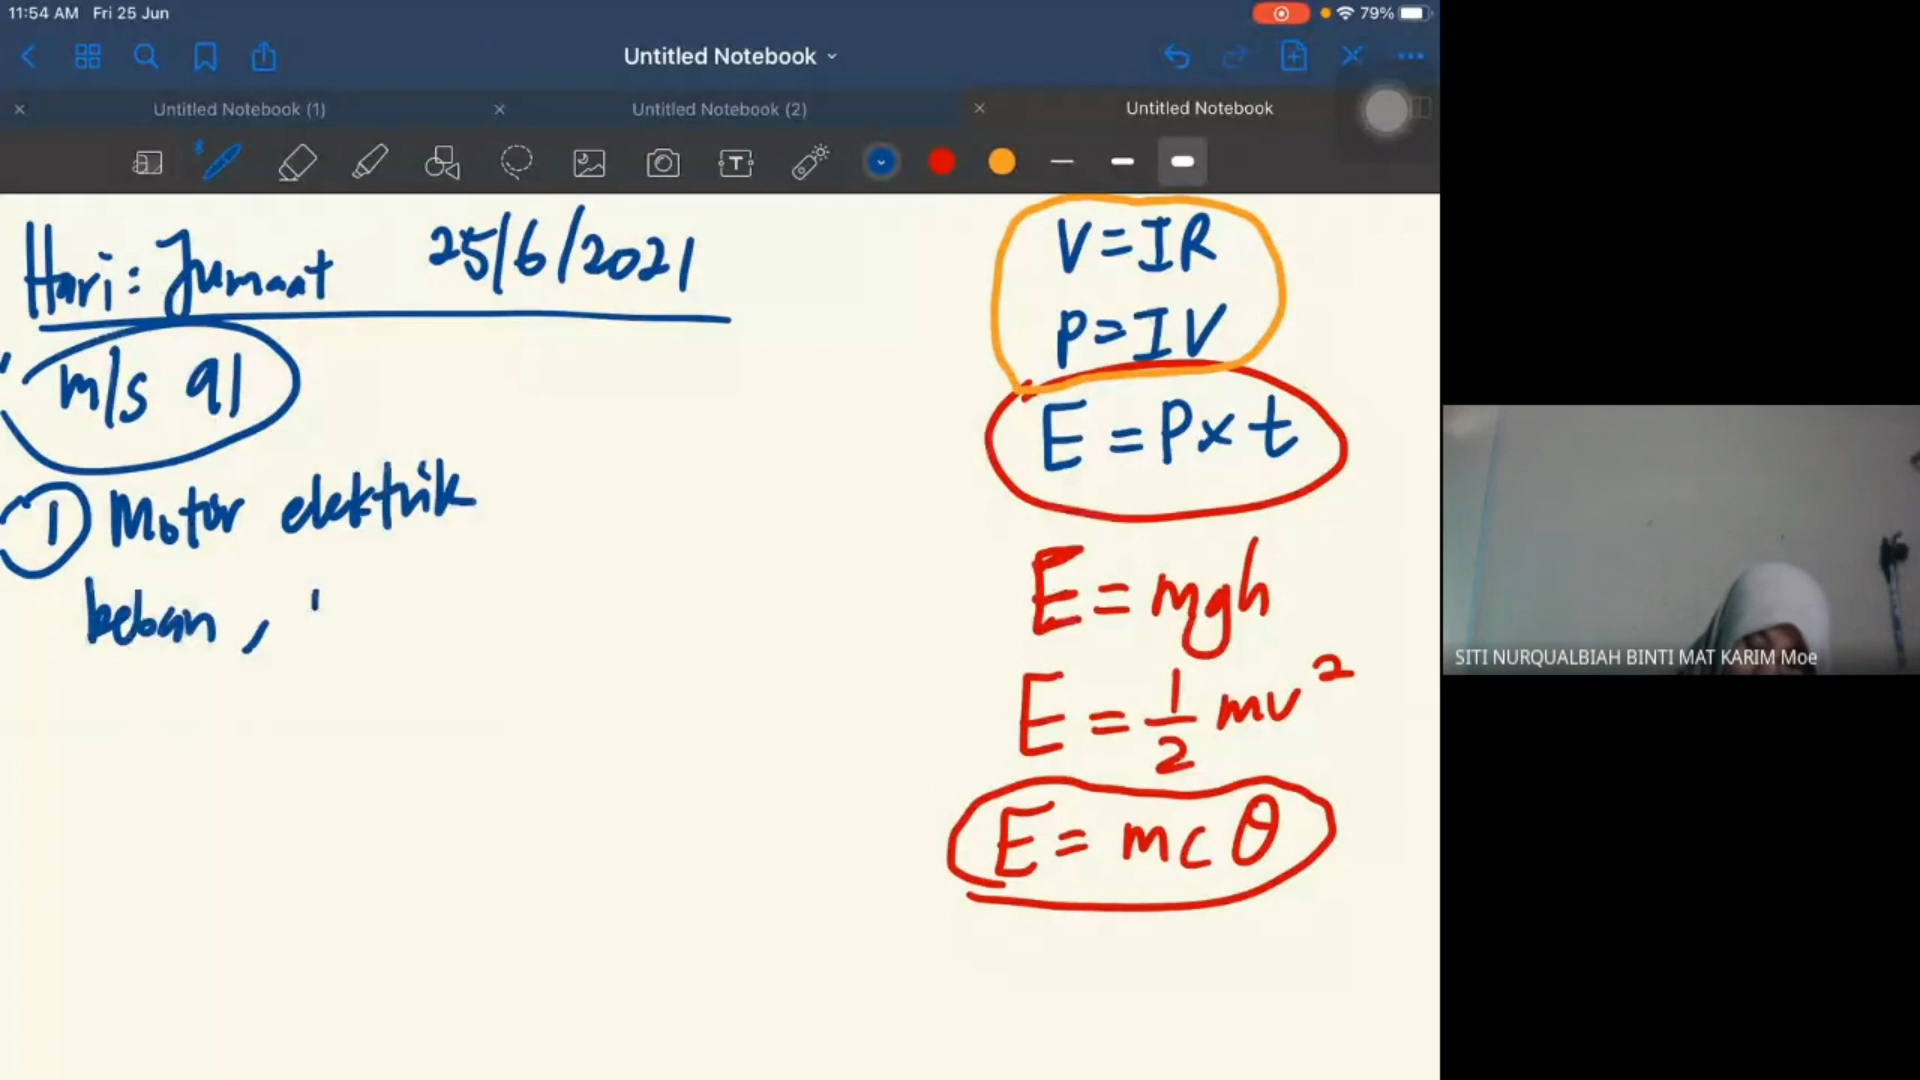 11:54 AM Fri 25 Jun
79%
Untitled Notebook
Untitled Notebook (1)
Untitled Notebook (2)
Untitled Notebook
T
Hari: Jumaat 25/6/2021
m/s 91
① Motor elektrik
beban ,
V=IR
P=IV
E = P×t
E = mgh
E = 1/2 mv²
E = mcθ
SITI NURQUALBIAH BINTI MAT KARIM Moe